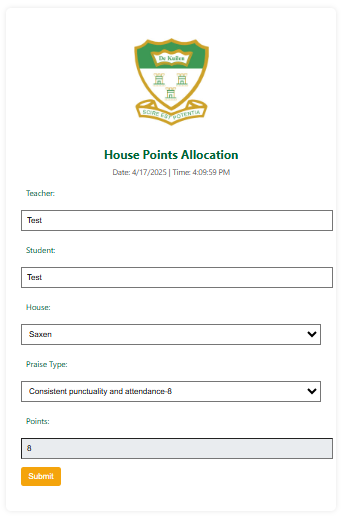 De Kuilen
SCIRE EST POTENTIA
House Points Allocation
Date: 4/17/2025 | Time: 4:09:59 PM
Teacher:
Test
Student:
Test
House:
Saxen
Praise Type:
Consistent punctuality and attendance-8
Points:
8
Submit